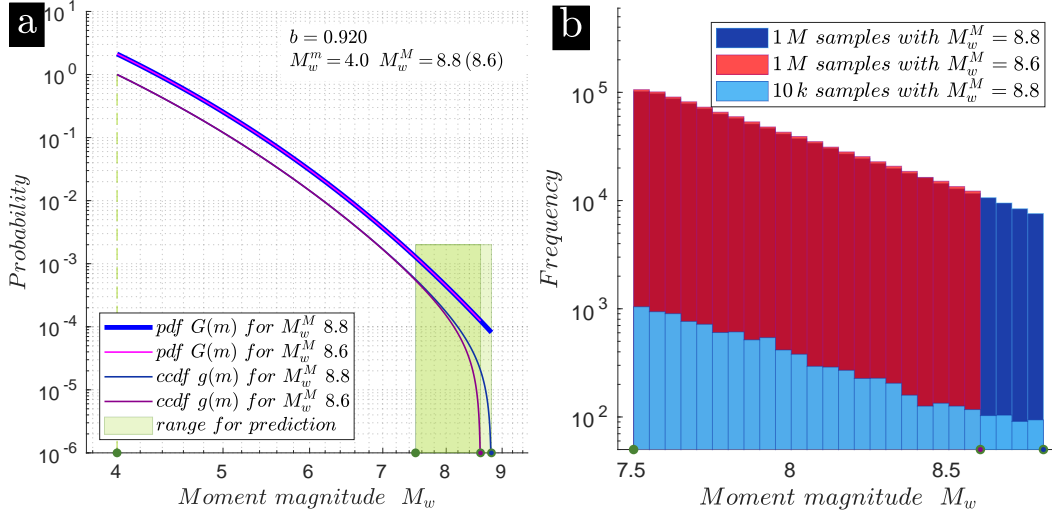 a
b = 0.920
M_w^m = 4.0 M_w^M = 8.8 (8.6)
Probability
10^1
10^0
10^-1
10^-2
10^-3
10^-4
10^-5
10^-6
pdf G(m) for M_w^M 8.8
pdf G(m) for M_w^M 8.6
ccdf g(m) for M_w^M 8.8
ccdf g(m) for M_w^M 8.6
range for prediction
4 5 6 7 8 9
Moment magnitude M_w
b
1 M samples with M_w^M = 8.8
1 M samples with M_w^M = 8.6
10 k samples with M_w^M = 8.8
Frequency
10^5
10^4
10^3
10^2
7.5 8 8.5
Moment magnitude M_w